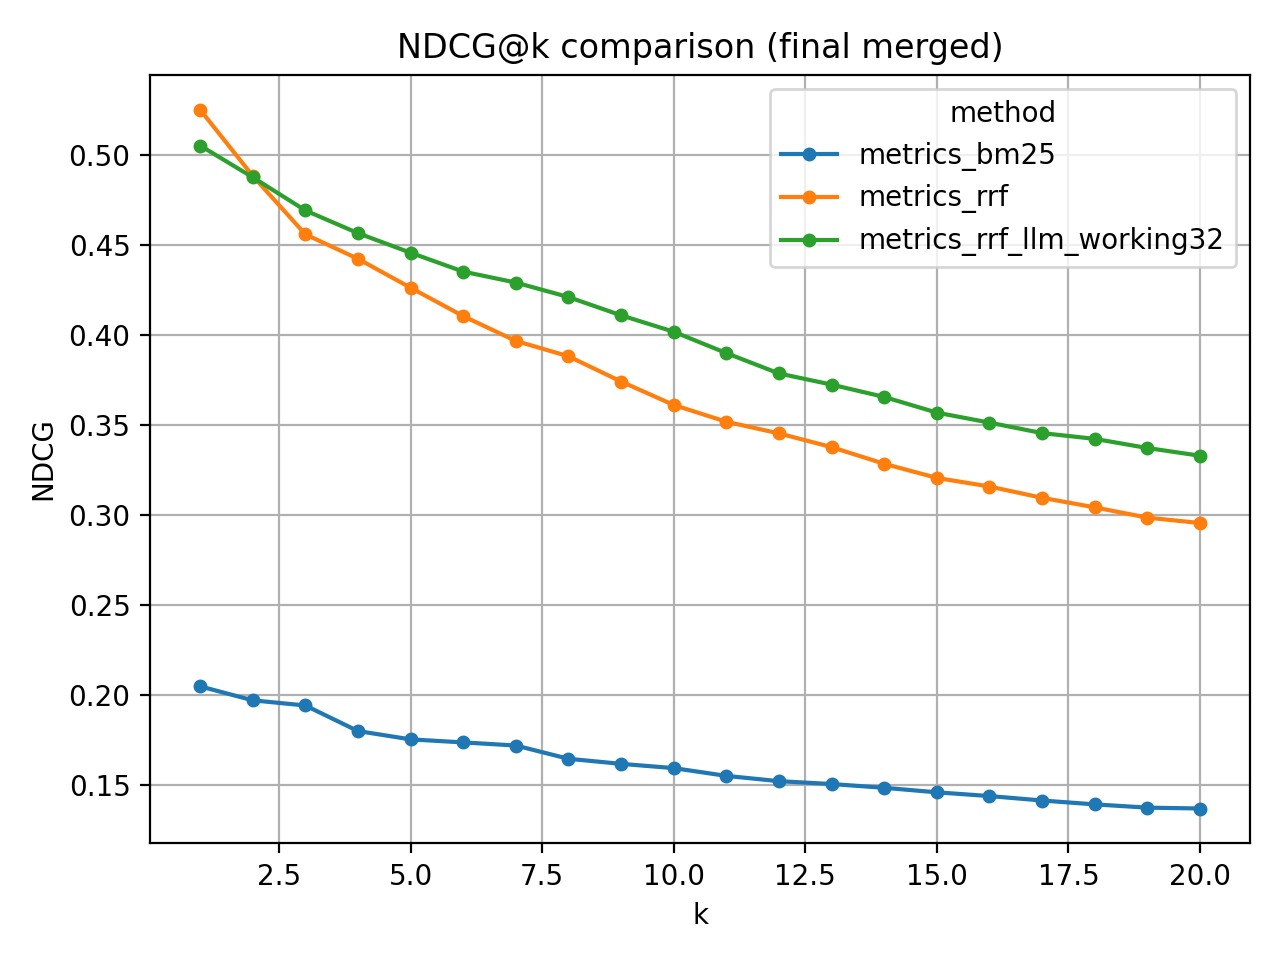 NDCG@k comparison (final merged)
method
metrics_bm25
metrics_rrf
metrics_rrf_llm_working32
0.50
0.45
0.40
0.35
0.30
0.25
0.20
0.15
NDCG
2.5 5.0 7.5 10.0 12.5 15.0 17.5 20.0
k